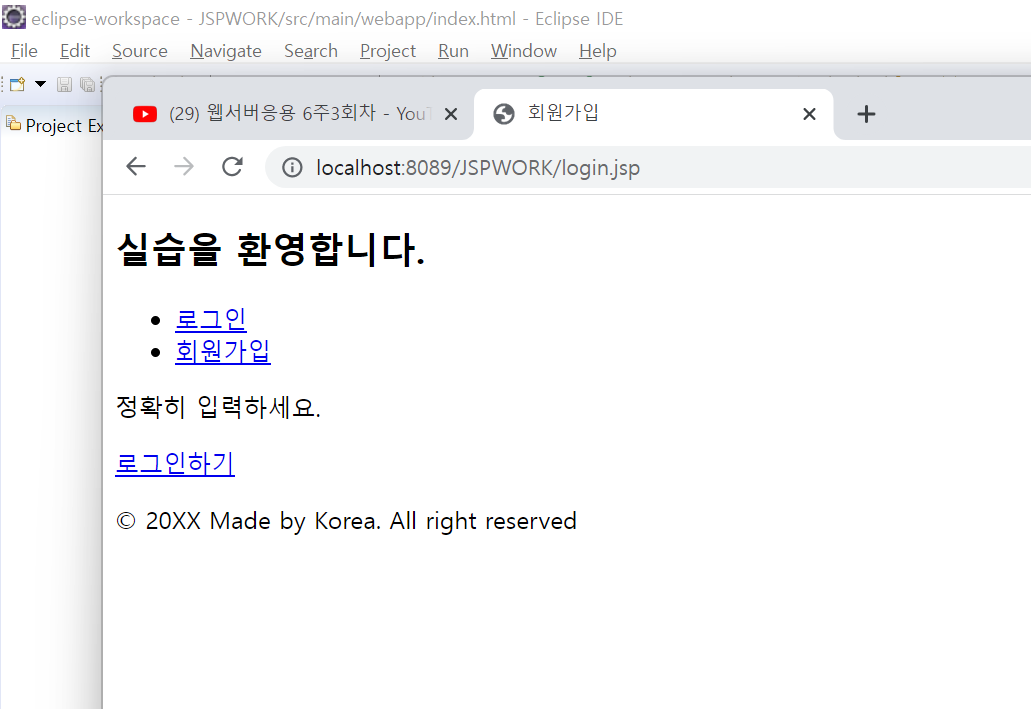 eclipse-workspace - JSPWORK/src/main/webapp/index.html - Eclipse IDE
File Edit Source Navigate Search Project Run Window Help
(29) 웹서버응용 6주3회차 - You
회원가입
Project Ex
localhost:8089/JSPWORK/login.jsp
실습을 환영합니다.
로그인
회원가입
정확히 입력하세요.
로그인하기
© 20XX Made by Korea. All right reserved